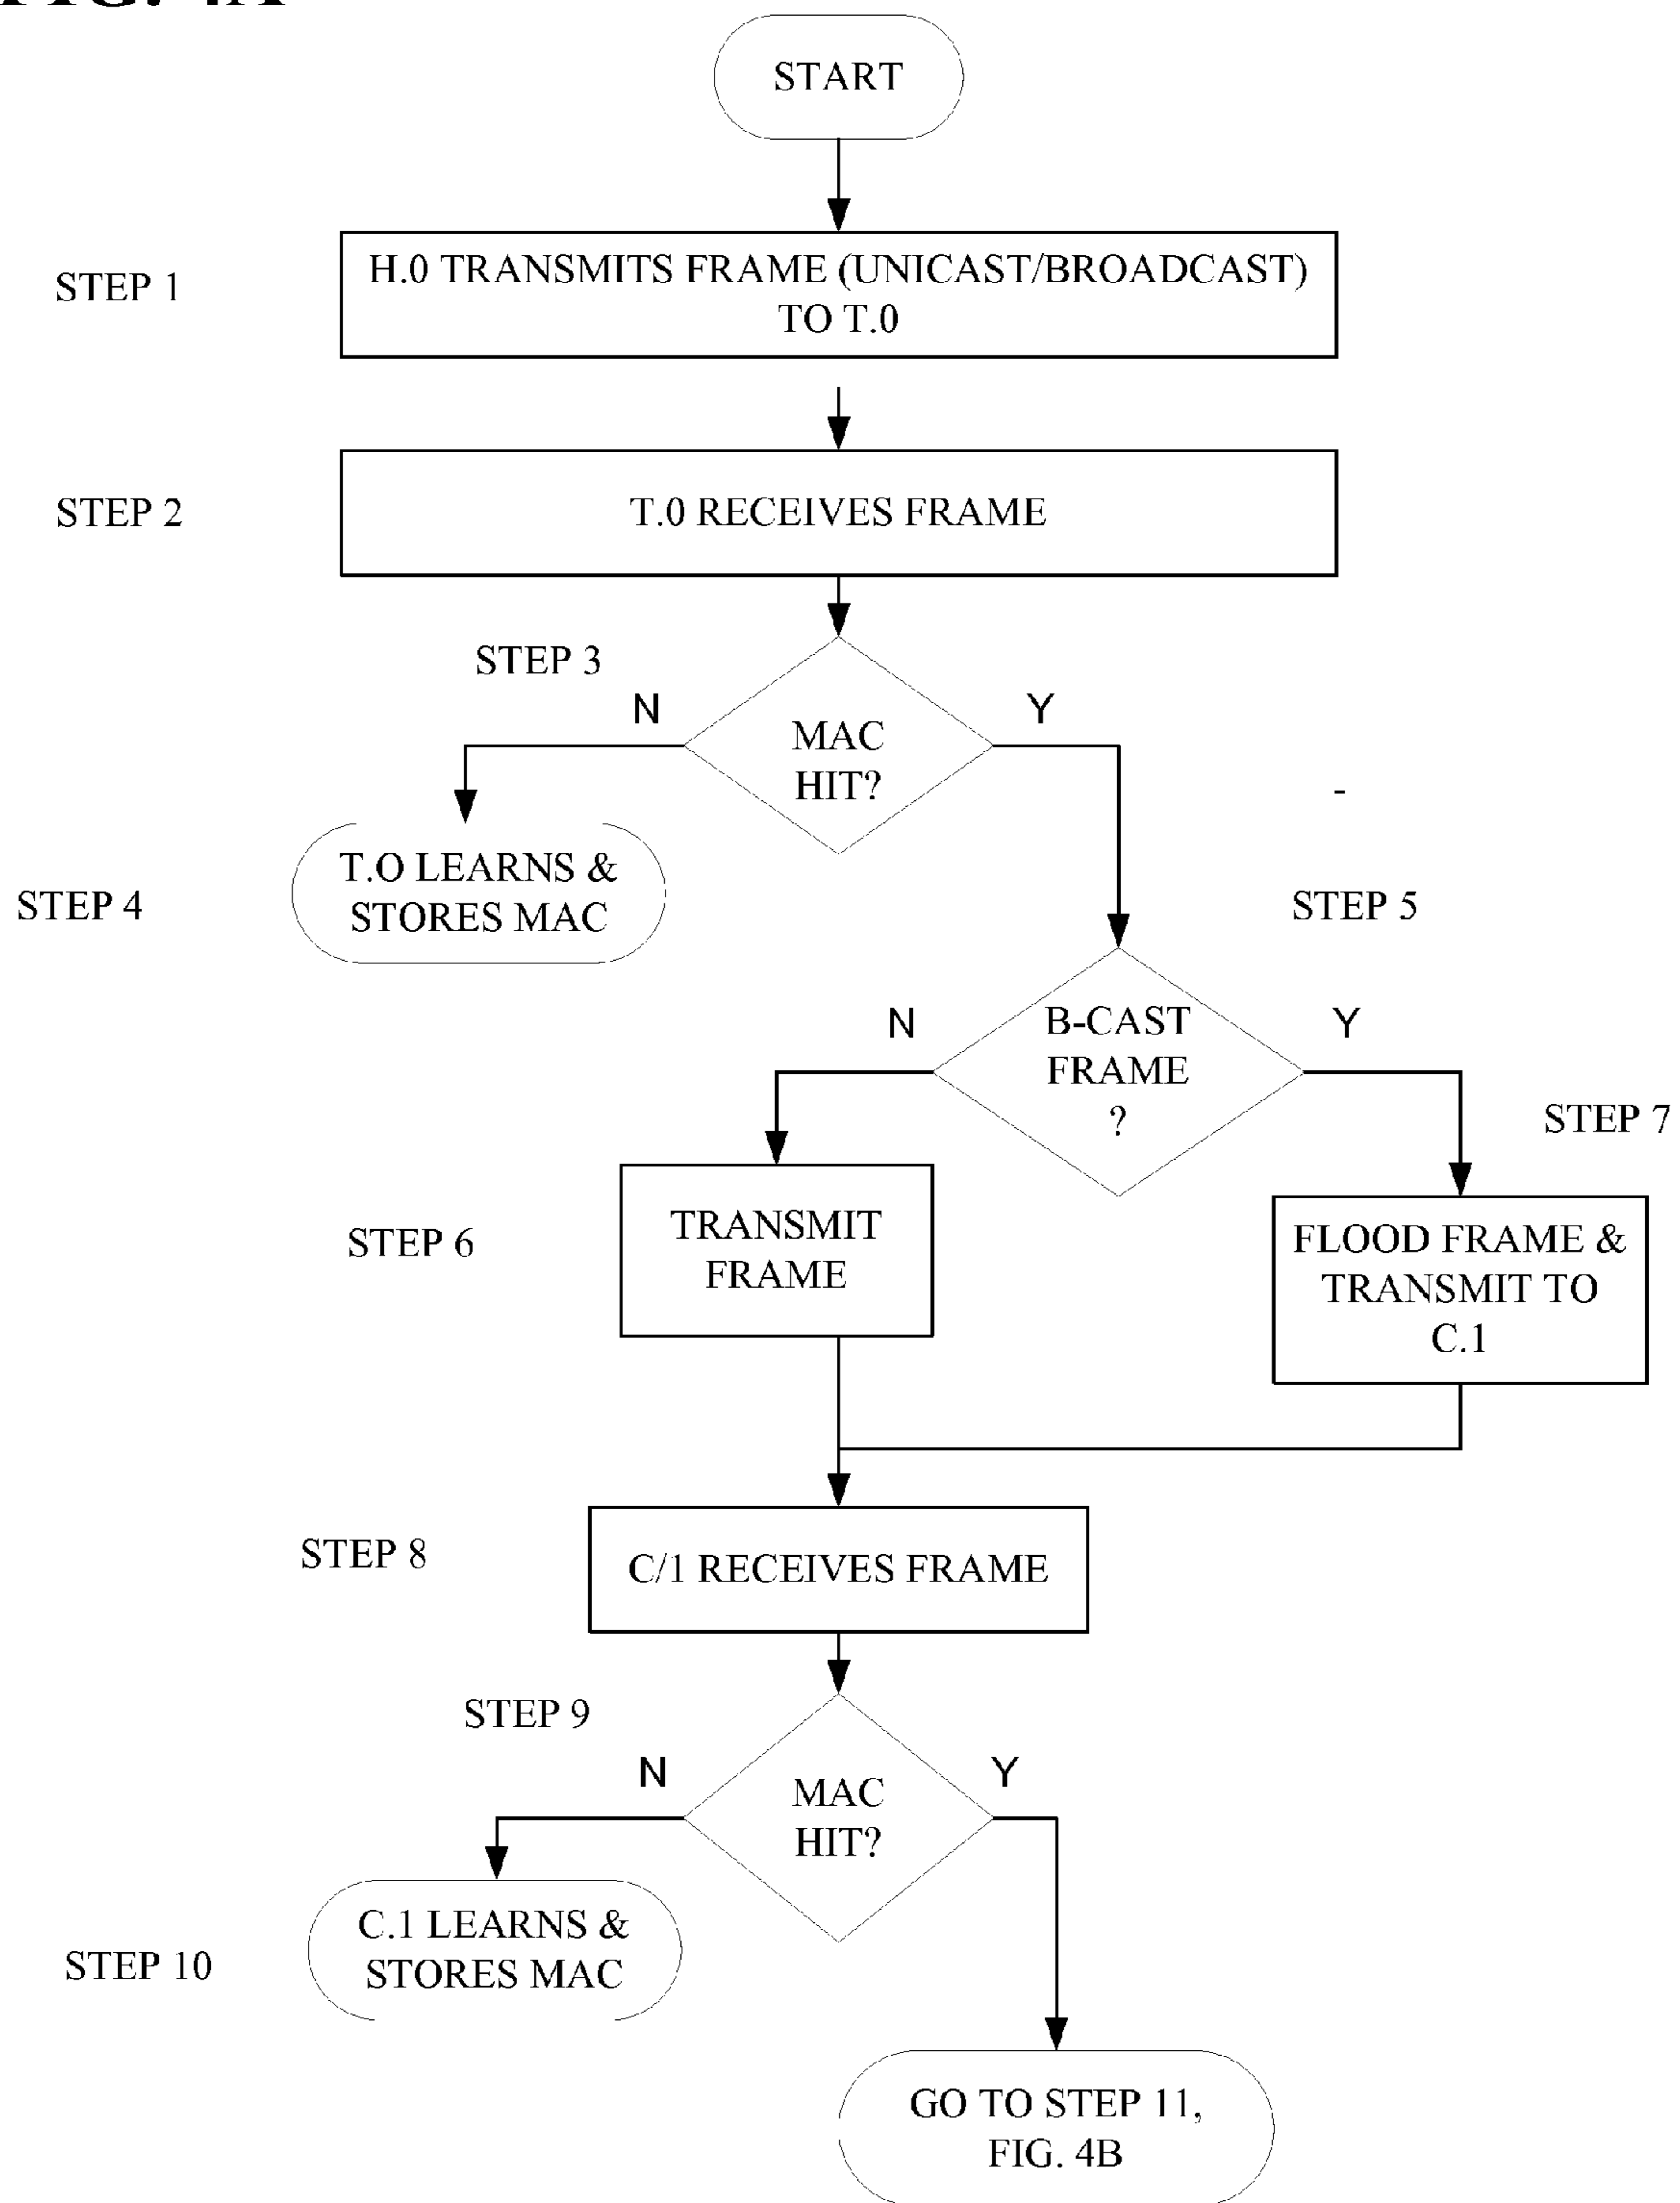 START
STEP 1
H.0 TRANSMITS FRAME (UNICAST/BROADCAST)
TO T.0
STEP 2
T.0 RECEIVES FRAME
STEP 3
N
Y
MAC
HIT?
-
STEP 4
T.O LEARNS &
STORES MAC
STEP 5
N
B-CAST
FRAME
?
Y
STEP 7
STEP 6
TRANSMIT
FRAME
FLOOD FRAME &
TRANSMIT TO
C.1
STEP 8
C/1 RECEIVES FRAME
STEP 9
N
Y
MAC
HIT?
STEP 10
C.1 LEARNS &
STORES MAC
GO TO STEP 11,
FIG. 4B